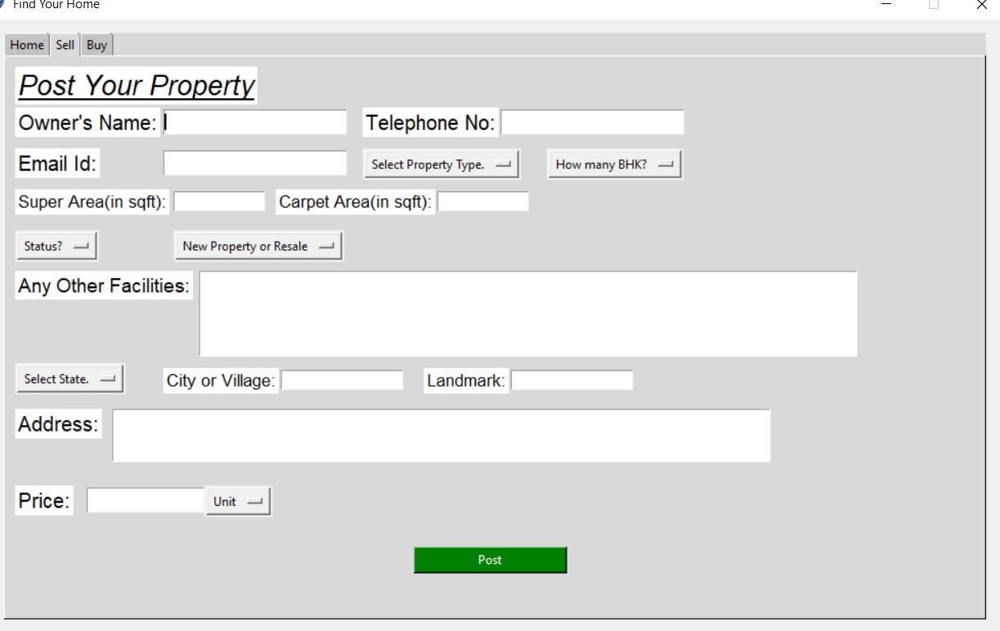 Find Your Home
Home Sell Buy
Post Your Property
Owner's Name: Telephone No:
Email Id: Select Property Type. How many BHK?
Super Area(in sqft): Carpet Area(in sqft):
Status? New Property or Resale
Any Other Facilities:
Select State. City or Village: Landmark:
Address:
Price: Unit
Post